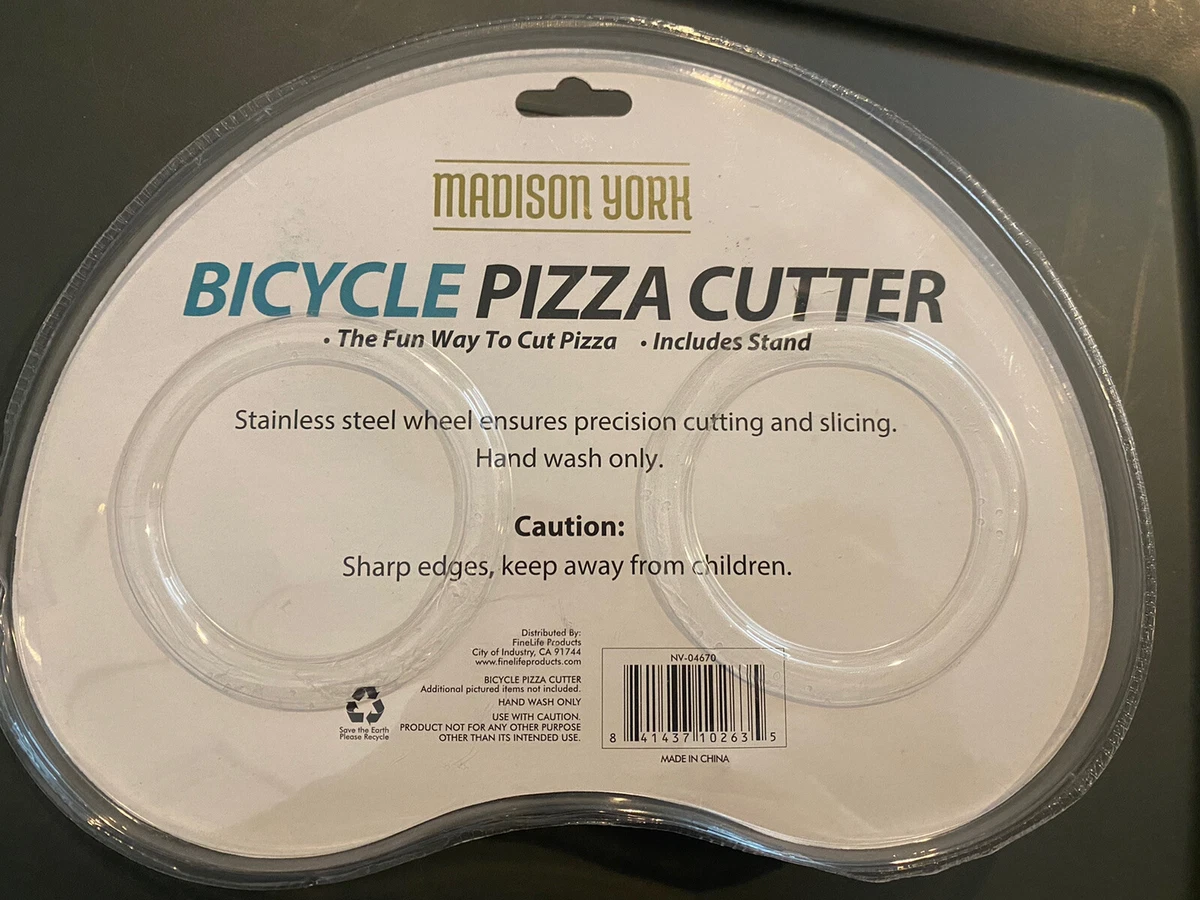 MADISON YORK
BICYCLE PIZZA CUTTER
• The Fun Way To Cut Pizza • Includes Stand
Stainless steel wheel ensures precision cutting and slicing.
Hand wash only.
Caution:
Sharp edges, keep away from children.
Distributed By:
FineLife Products
City of Industry, CA 91744
www.finelifeproducts.com
BICYCLE PIZZA CUTTER
Additional pictured items not included.
HAND WASH ONLY
USE WITH CAUTION.
PRODUCT NOT FOR ANY OTHER PURPOSE
OTHER THAN ITS INTENDED USE.
Save the Earth
Please Recycle
NV-04670
8 41437 10263 5
MADE IN CHINA